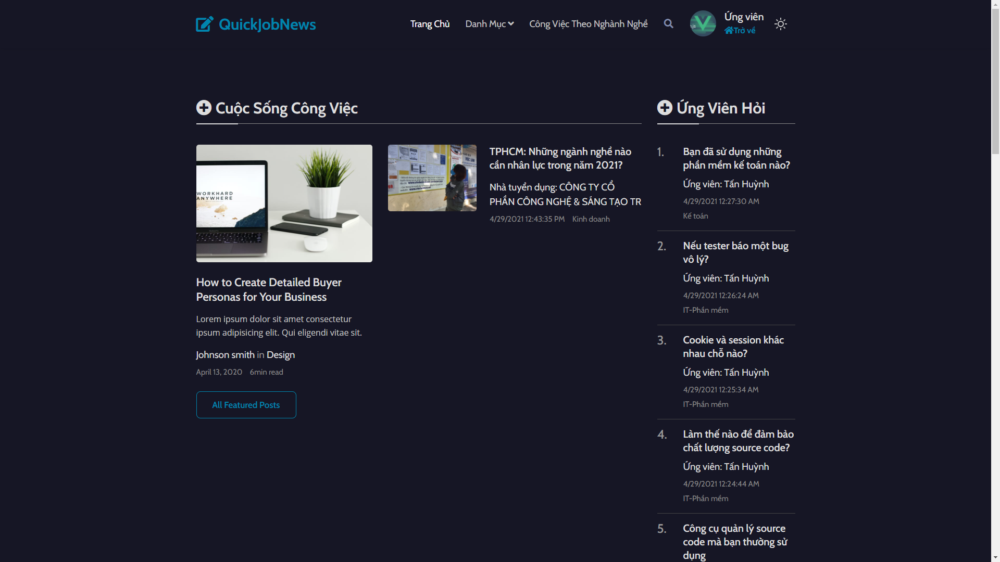 QuickJobNews
Trang Chủ
Danh Mục
Công Việc Theo Nghành Nghề
Ứng viên
Trở về
Cuộc Sống Công Việc
WORKHARD
ANYWHERE
How to Create Detailed Buyer
Personas for Your Business
Lorem ipsum dolor sit amet consectetur
ipsum adipisicing elit. Qui eligendi vitae sit.
Johnson smith in Design
April 13, 2020 6min read
All Featured Posts
TPHCM: Những ngành nghề nào
cần nhân lực trong năm 2021?
Nhà tuyển dụng: CÔNG TY CỔ
PHẦN CÔNG NGHỆ & SÁNG TẠO TR
4/29/2021 12:43:35 PM Kinh doanh
Ứng Viên Hỏi
1.
Bạn đã sử dụng những
phần mềm kế toán nào?
Ứng viên: Tấn Huỳnh
4/29/2021 12:27:30 AM
Kế toán
2.
Nếu tester báo một bug
vô lý?
Ứng viên: Tấn Huỳnh
4/29/2021 12:26:24 AM
IT-Phần mềm
3.
Cookie và session khác
nhau chỗ nào?
Ứng viên: Tấn Huỳnh
4/29/2021 12:25:34 AM
IT-Phần mềm
4.
Làm thế nào để đảm bảo
chất lượng source code?
Ứng viên: Tấn Huỳnh
4/29/2021 12:24:44 AM
IT-Phần mềm
5.
Công cụ quản lý source
code mà bạn thường sử
dụng